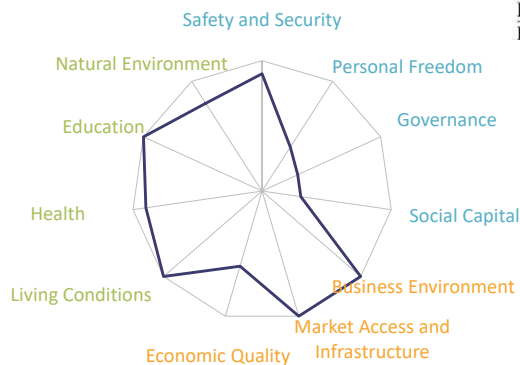 Safety and Security
Natural Environment
Personal Freedom
Education
Governance
Health
Social Capital
Living Conditions
Business Environment
Market Access and
Infrastructure
Economic Quality